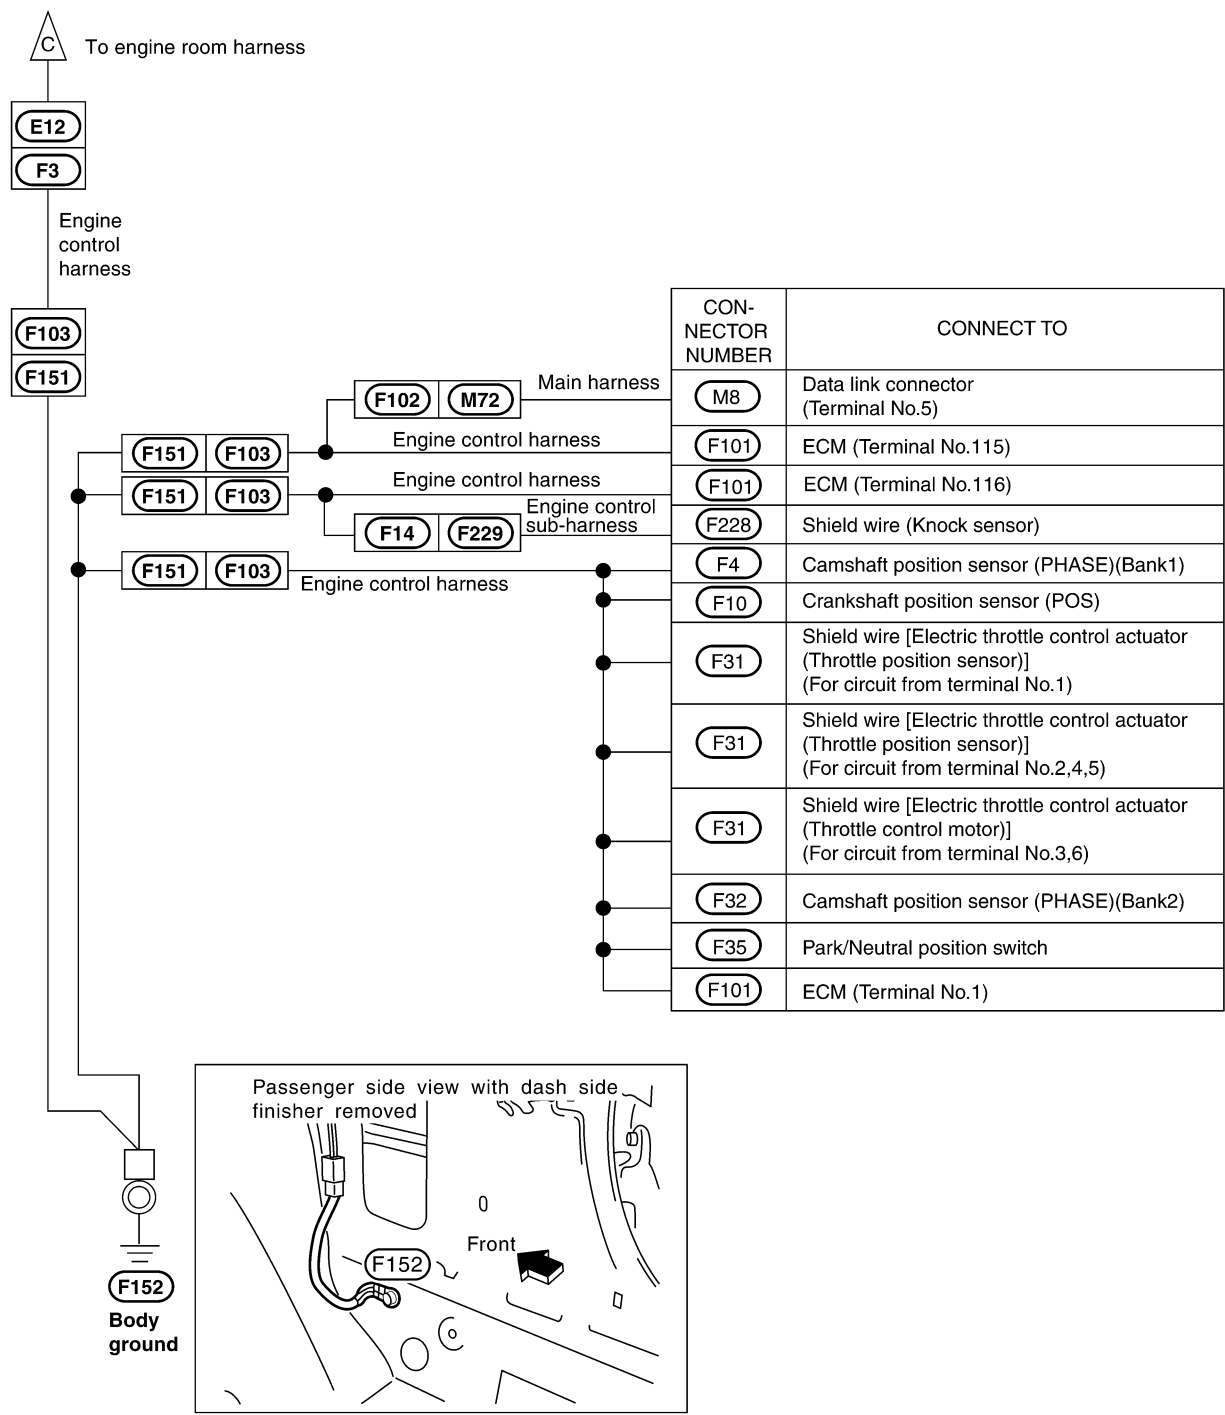 C
To engine room harness
E12
F3
Engine
control
harness
F103
F151
CON-
NECTOR
NUMBER
CONNECT TO
F102
M72
Main harness
M8
Data link connector
(Terminal No.5)
F151
F103
Engine control harness
F101
ECM (Terminal No.115)
F151
F103
Engine control harness
F101
ECM (Terminal No.116)
F14
F229
Engine control
sub-harness
F228
Shield wire (Knock sensor)
F151
F103
Engine control harness
F4
Camshaft position sensor (PHASE)(Bank1)
F10
Crankshaft position sensor (POS)
F31
Shield wire [Electric throttle control actuator
(Throttle position sensor)]
(For circuit from terminal No.1)
F31
Shield wire [Electric throttle control actuator
(Throttle position sensor)]
(For circuit from terminal No.2,4,5)
F31
Shield wire [Electric throttle control actuator
(Throttle control motor)]
(For circuit from terminal No.3,6)
F32
Camshaft position sensor (PHASE)(Bank2)
F35
Park/Neutral position switch
F101
ECM (Terminal No.1)
Passenger side view with dash side
finisher removed
Front
F152
F152
Body
ground